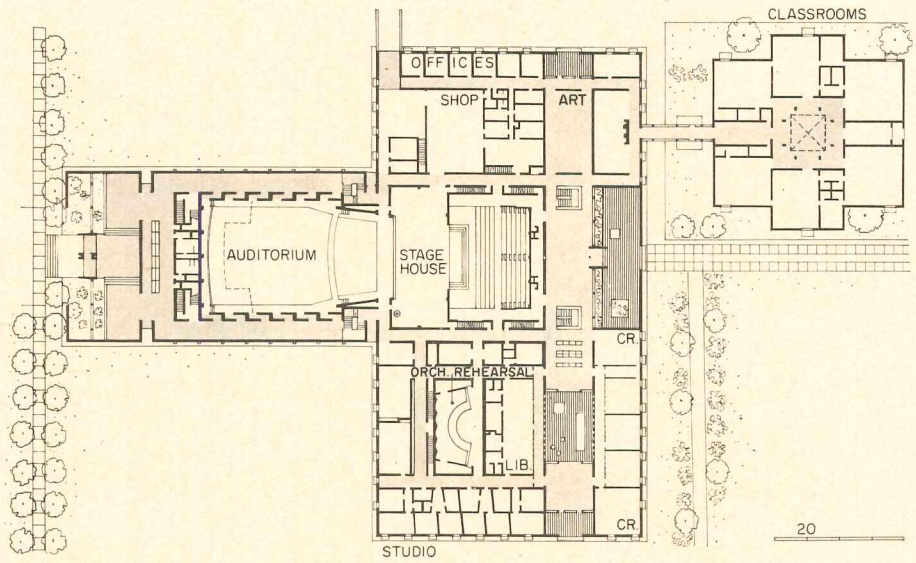 CLASSROOMS
OFFICES
SHOP
ART
AUDITORIUM
STAGE
HOUSE
CR.
ORCH. REHEARSAL
LIB.
CR.
STUDIO
20